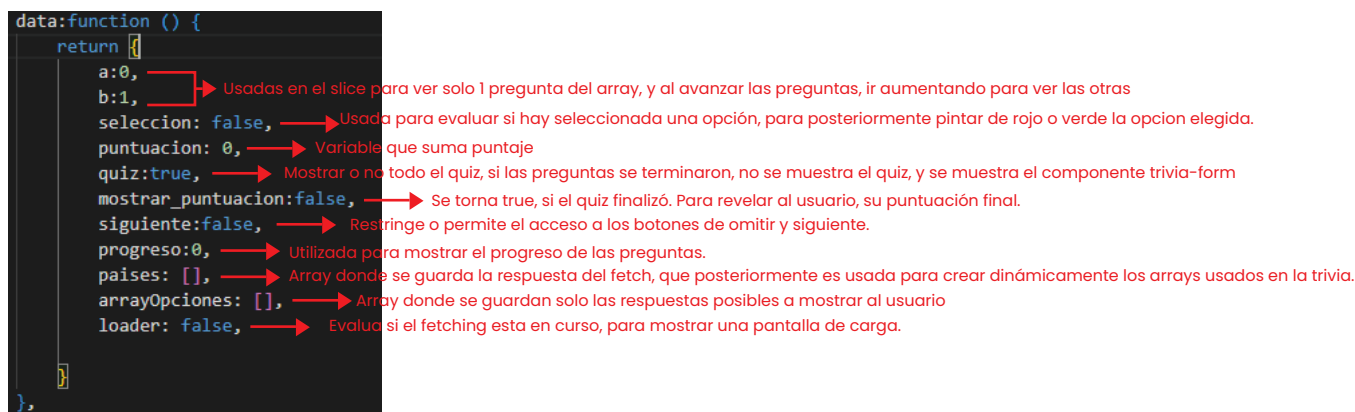 data:function () {
return {
a:0,
b:1,
Usadas en el slice para ver solo 1 pregunta del array, y al avanzar las preguntas, ir aumentando para ver las otras
seleccion: false, Usada para evaluar si hay seleccionada una opción, para posteriormente pintar de rojo o verde la opcion elegida.
puntuacion: 0, Variable que suma puntaje
quiz:true, Mostrar o no todo el quiz, si las preguntas se terminaron, no se muestra el quiz, y se muestra el componente trivia-form
mostrar_puntuacion:false, Se torna true, si el quiz finalizó. Para revelar al usuario, su puntuación final.
siguiente:false, Restringe o permite el acceso a los botones de omitir y siguiente.
progreso:0, Utilizada para mostrar el progreso de las preguntas.
paises: [], Array donde se guarda la respuesta del fetch, que posteriormente es usada para crear dinámicamente los arrays usados en la trivia.
arrayOpciones: [], Array donde se guardan solo las respuestas posibles a mostrar al usuario
loader: false, Evalua si el fetching esta en curso, para mostrar una pantalla de carga.
}
},